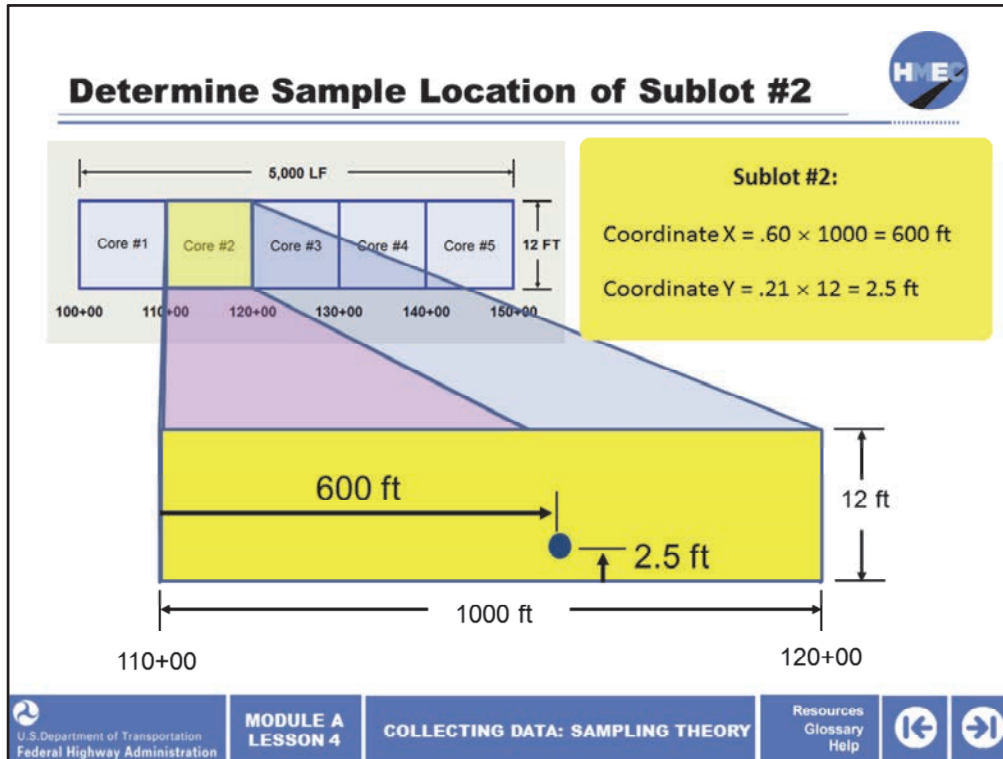 Determine Sample Location of Sublot #2
HMEC
5,000 LF
Core #1 Core #2 Core #3 Core #4 Core #5
12 FT
100+00 110+00 120+00 130+00 140+00 150+00
Sublot #2:
Coordinate X = .60 × 1000 = 600 ft
Coordinate Y = .21 × 12 = 2.5 ft
600 ft
2.5 ft
12 ft
1000 ft
110+00 120+00
U.S.Department of Transportation
Federal Highway Administration
MODULE A
LESSON 4
COLLECTING DATA: SAMPLING THEORY
Resources
Glossary
Help